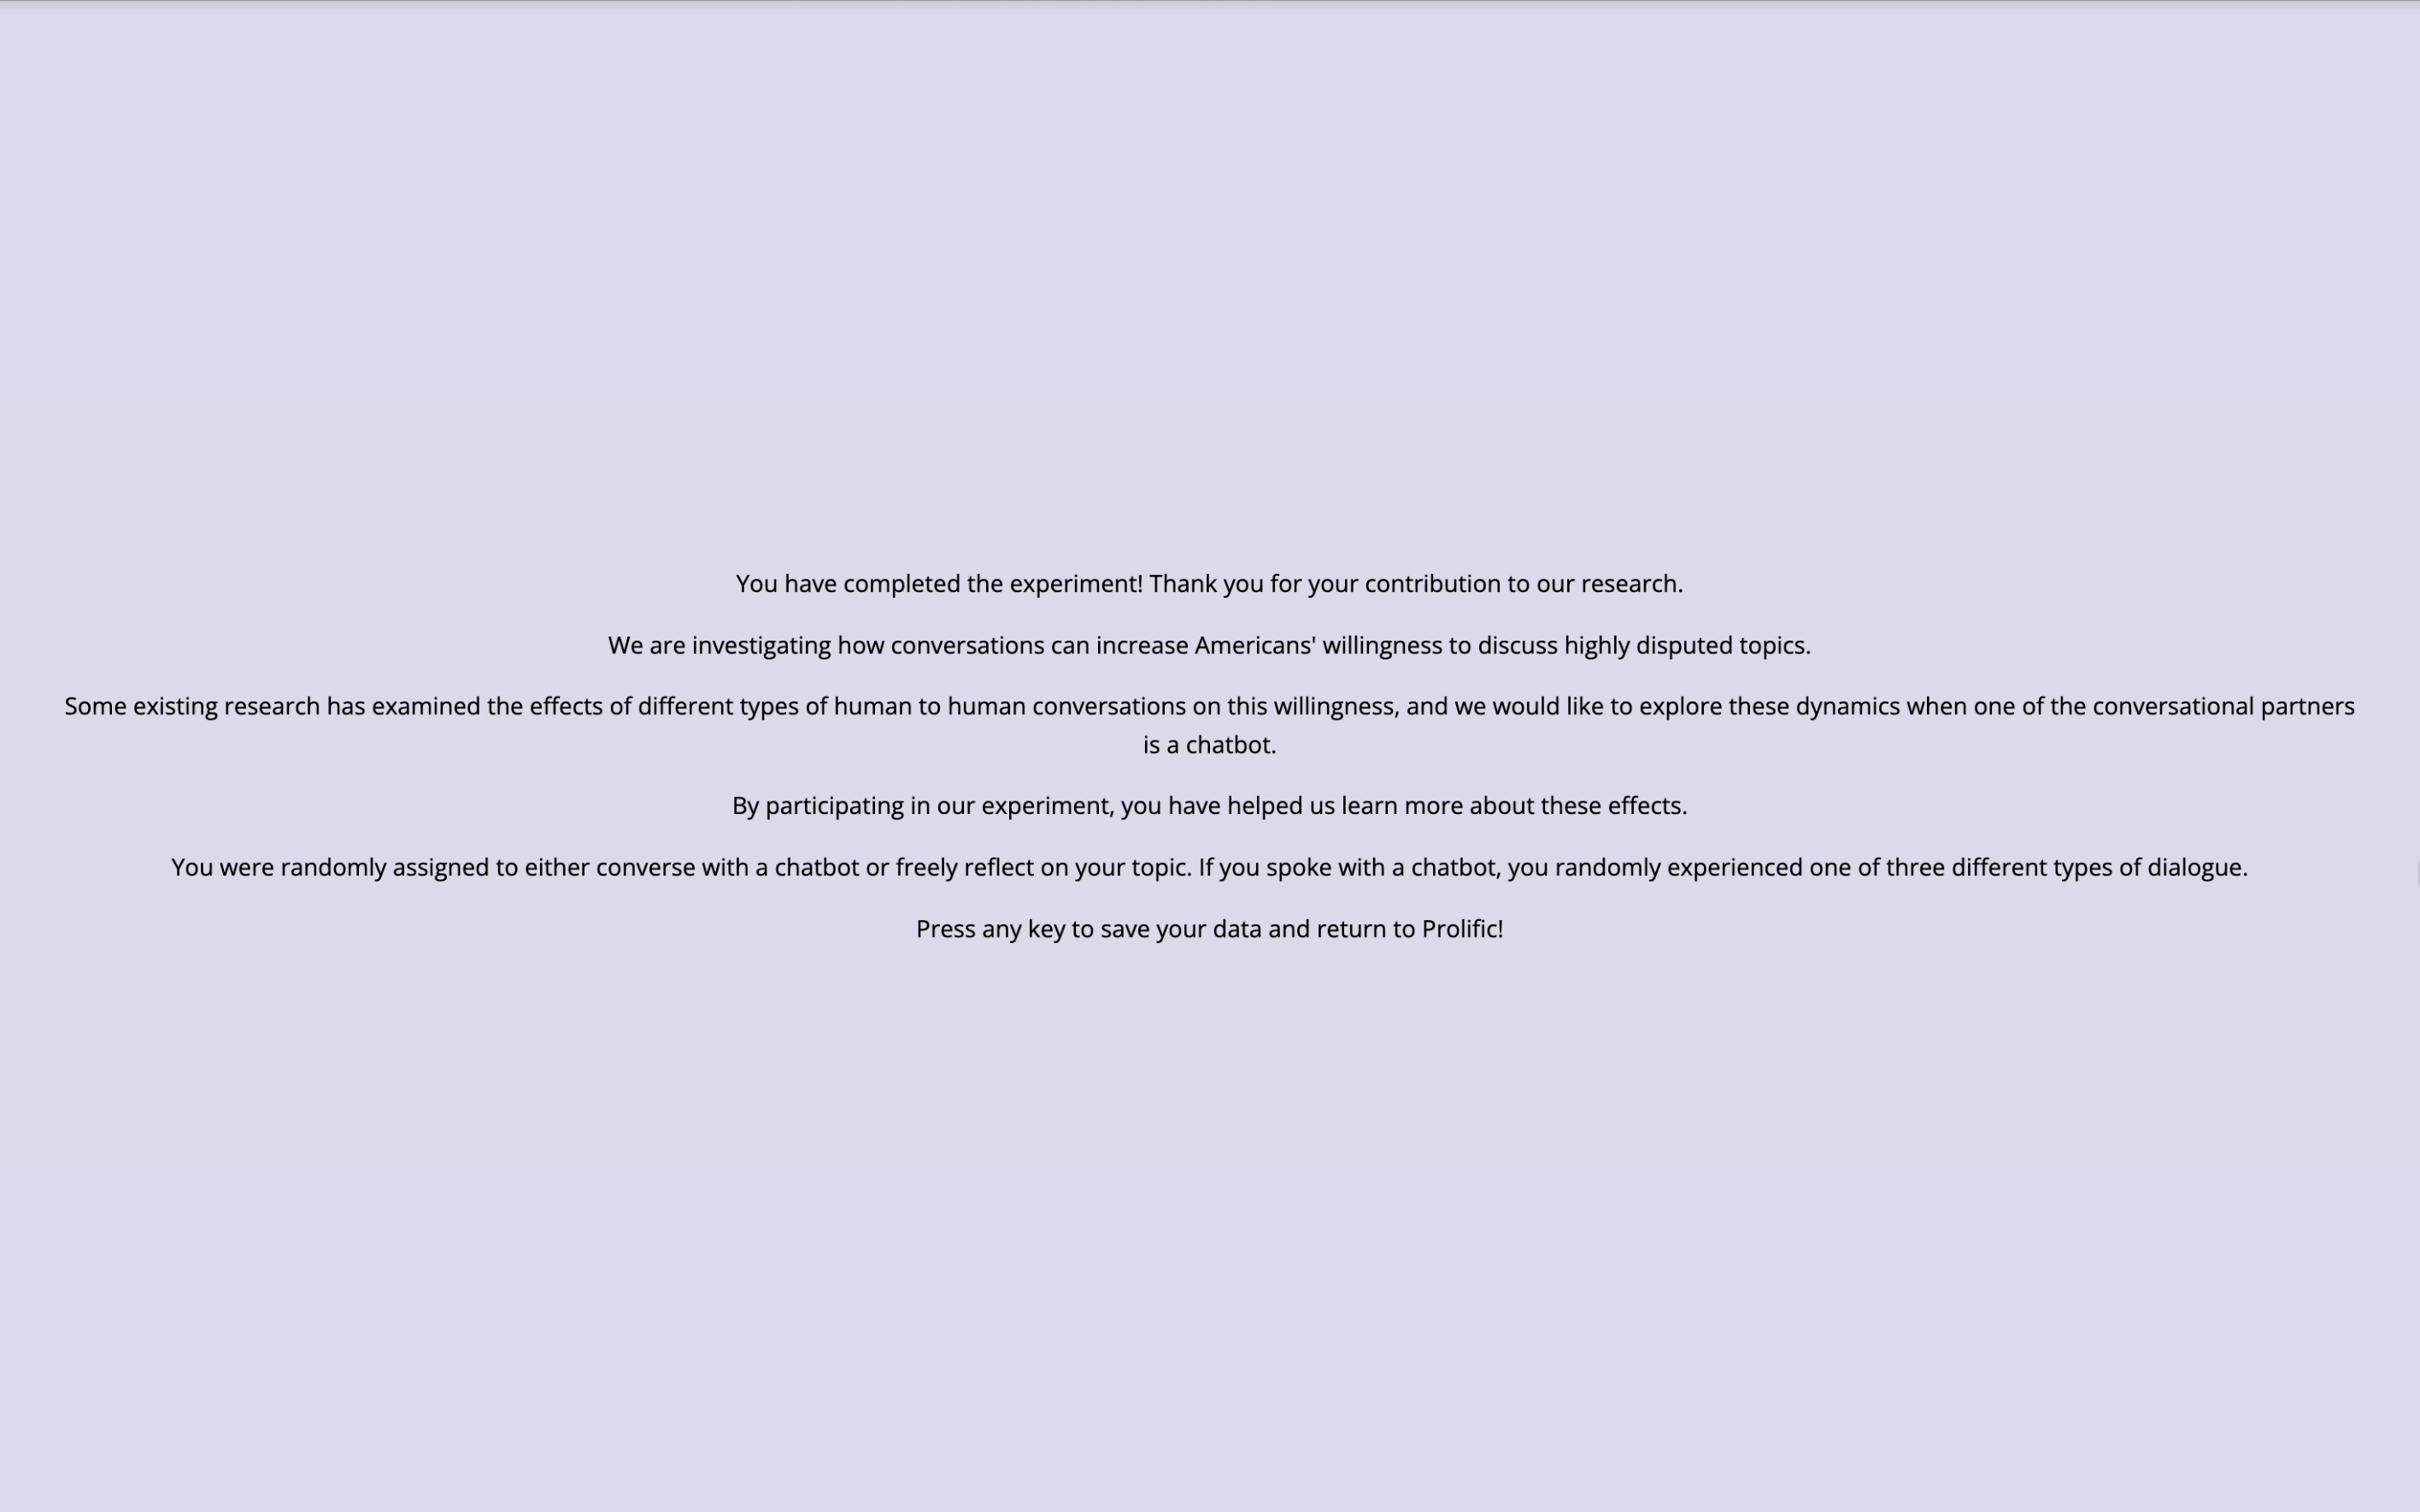 You have completed the experiment! Thank you for your contribution to our research.
We are investigating how conversations can increase Americans' willingness to discuss highly disputed topics.
Some existing research has examined the effects of different types of human to human conversations on this willingness, and we would like to explore these dynamics when one of the conversational partners
is a chatbot.
By participating in our experiment, you have helped us learn more about these effects.
You were randomly assigned to either converse with a chatbot or freely reflect on your topic. If you spoke with a chatbot, you randomly experienced one of three different types of dialogue.
Press any key to save your data and return to Prolific!